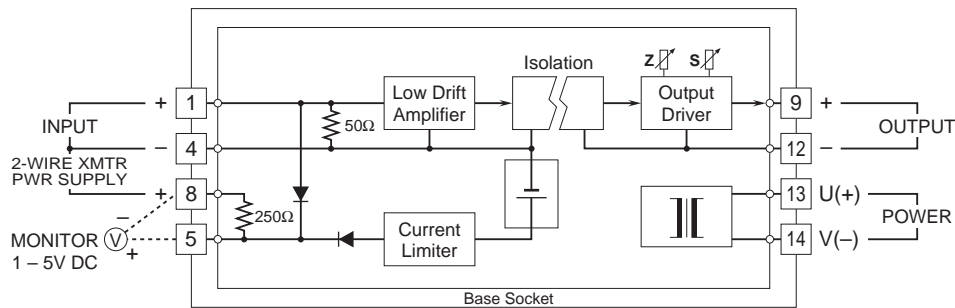 Isolation
Z S
+ 1 Low Drift
Amplifier
Output
Driver
9 +
INPUT
50Ω
OUTPUT
− 4
12 −
2-WIRE XMTR
PWR SUPPLY
+ 8
13 U(+)
250Ω
POWER
−
MONITOR V
+
1 – 5V DC
5
Current
Limiter
14 V(−)
Base Socket